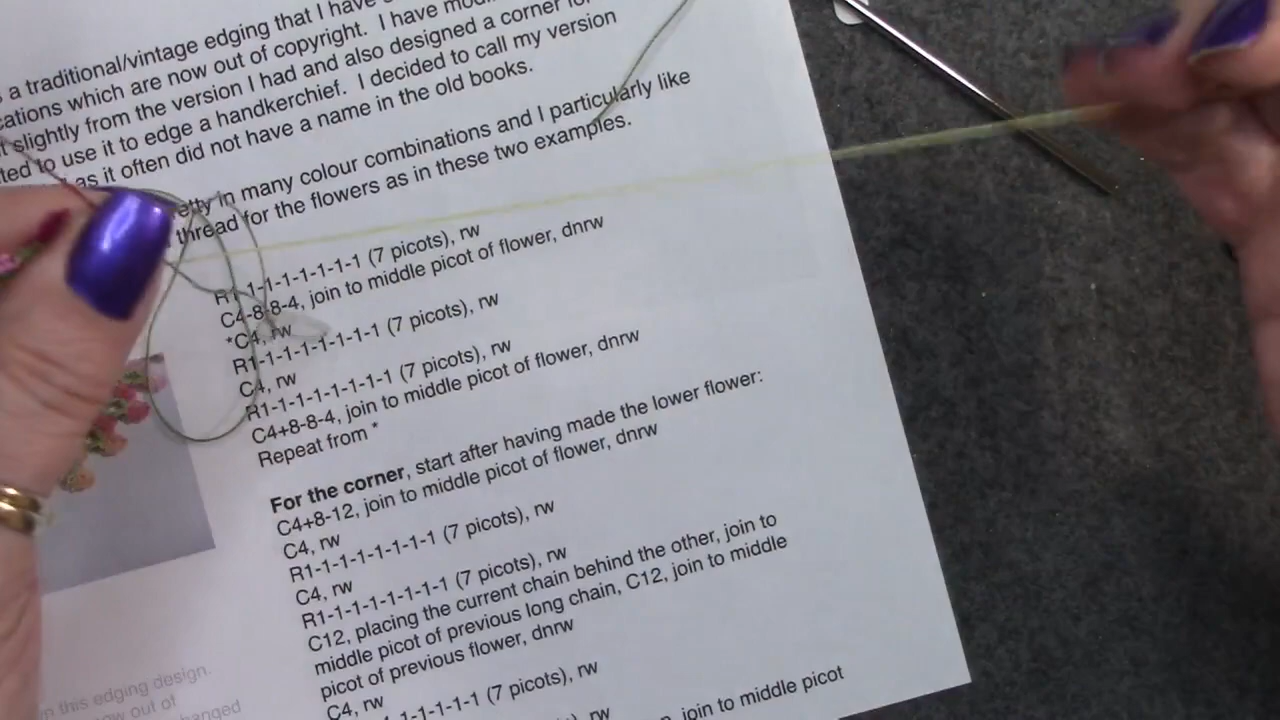 a traditional/vintage edging that I have
cations which are now out of copyright. I have
slightly from the version I had and also designed a corner
ted to use it to edge a handkerchief. I decided to call my version
as it often did not have a name in the old books.
etty in many colour combinations and I particularly like
thread for the flowers as in these two examples.
R1-1-1-1-1-1-1-1 (7 picots), rw
C4-8-8-4, join to middle picot of flower, dnrw
*C4, rw
R1-1-1-1-1-1-1-1 (7 picots), rw
C4, rw
R1-1-1-1-1-1-1-1 (7 picots), rw
C4+8-8-4, join to middle picot of flower, dnrw
Repeat from *
For the corner, start after having made the lower flower:
C4+8-12, join to middle picot of flower, dnrw
C4, rw
R1-1-1-1-1-1-1-1 (7 picots), rw
C4, rw
R1-1-1-1-1-1-1-1 (7 picots), rw
C12, placing the current chain behind the other, join to
middle picot of previous long chain, C12, join to middle
picot of previous flower, dnrw
C4, rw
-1-1-1-1 (7 picots), rw
rw
join to middle picot
this edging design.
now out of
changed